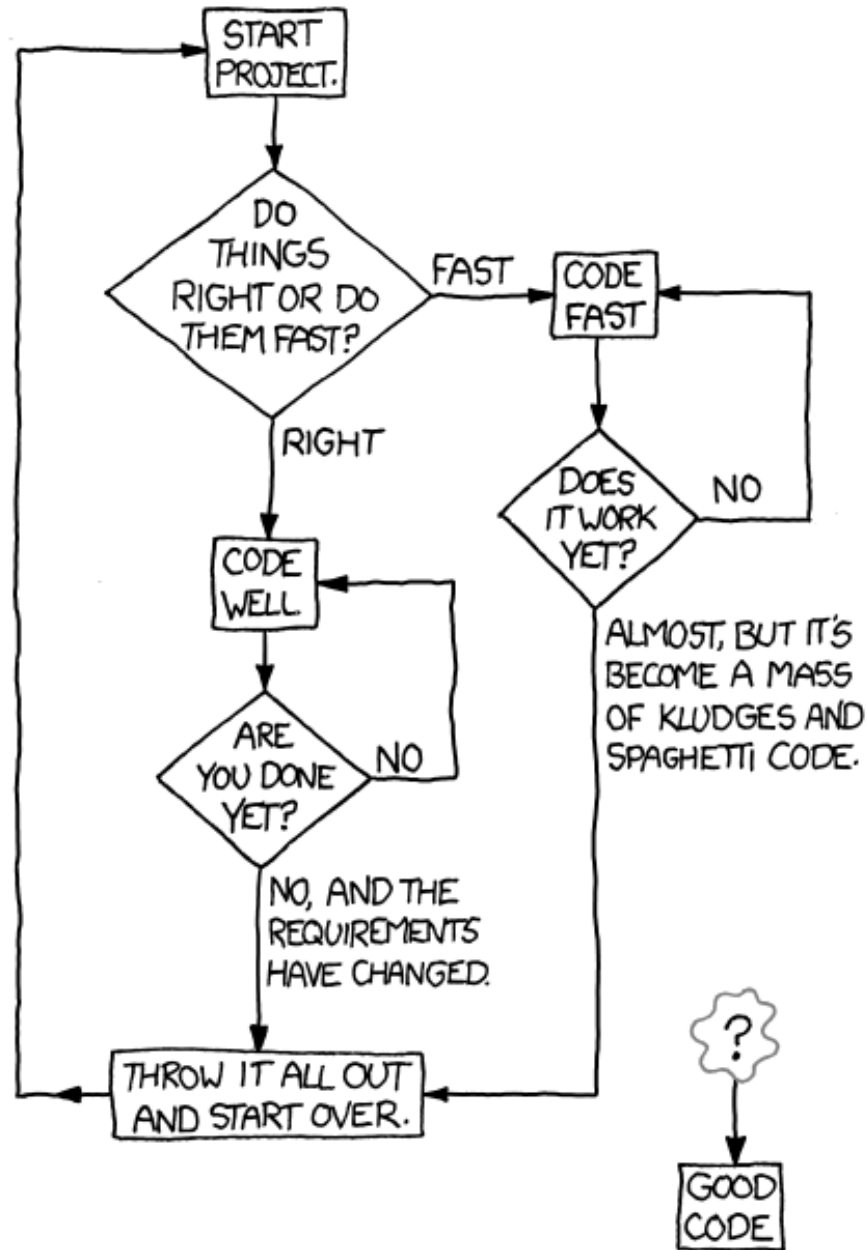 START
PROJECT.
DO
THINGS
RIGHT OR DO
THEM FAST?
FAST
CODE
FAST
RIGHT
DOES
IT WORK
YET?
NO
CODE
WELL.
ALMOST, BUT IT'S
BECOME A MASS
OF KLUDGES AND
SPAGHETTI CODE.
ARE
YOU DONE
YET?
NO
NO, AND THE
REQUIREMENTS
HAVE CHANGED.
THROW IT ALL OUT
AND START OVER.
?
GOOD
CODE